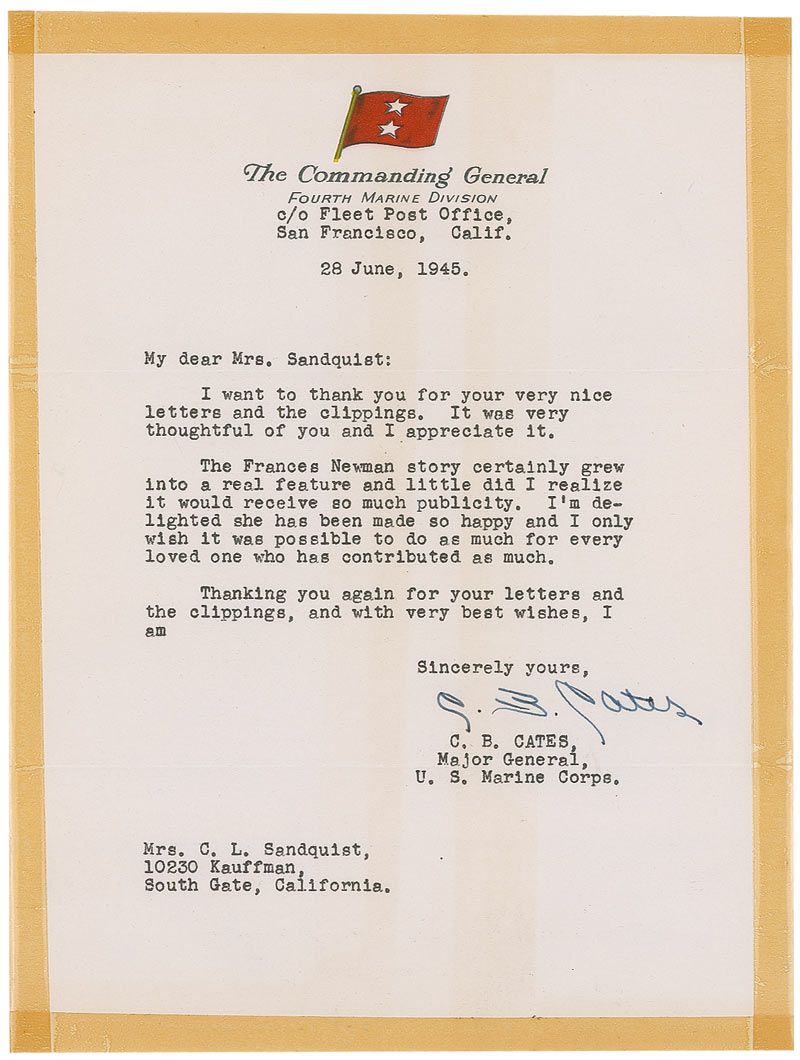 The Commanding General
FOURTH MARINE DIVISION
c/o Fleet Post Office,
San Francisco, Calif.
28 June, 1945.
My dear Mrs. Sandquist:
I want to thank you for your very nice
letters and the clippings. It was very
thoughtful of you and I appreciate it.
The Frances Newman story certainly grew
into a real feature and little did I realize
it would receive so much publicity. I'm de-
lighted she has been made so happy and I only
wish it was possible to do as much for every
loved one who has contributed as much.
Thanking you again for your letters and
the clippings, and with very best wishes, I
am
Sincerely yours,
C. B. Cates
C. B. CATES,
Major General,
U. S. Marine Corps.
Mrs. C. L. Sandquist,
10230 Kauffman,
South Gate, California.